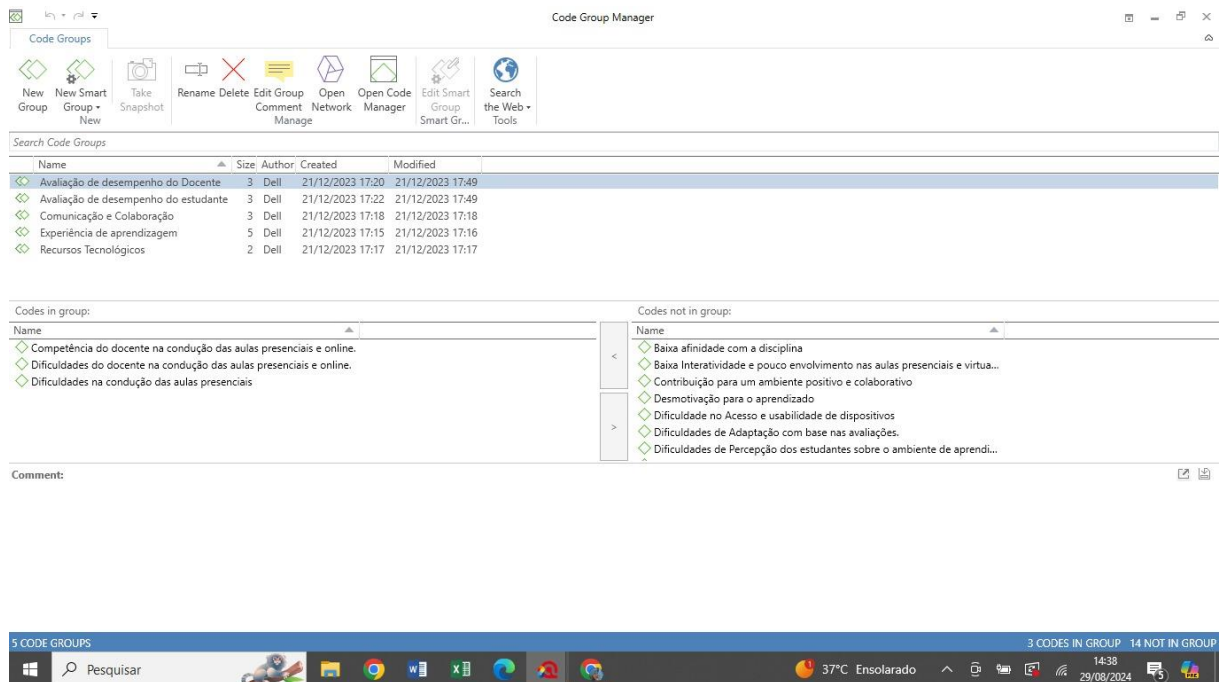 Code Group Manager
Code Groups
New Group
New Smart Group
Take Snapshot
Rename
Delete
Edit Group Comment
Open Network
Open Code Manager
Edit Smart Group
Search the Web
New
Manage
Smart Gr...
Tools
Search Code Groups
Name Size Author Created Modified
Avaliação de desempenho do Docente 3 Dell 21/12/2023 17:20 21/12/2023 17:49
Avaliação de desempenho do estudante 3 Dell 21/12/2023 17:22 21/12/2023 17:49
Comunicação e Colaboração 3 Dell 21/12/2023 17:18 21/12/2023 17:18
Experiência de aprendizagem 5 Dell 21/12/2023 17:15 21/12/2023 17:16
Recursos Tecnológicos 2 Dell 21/12/2023 17:17 21/12/2023 17:17
Codes in group:
Name
Competência do docente na condução das aulas presenciais e online.
Dificuldades do docente na condução das aulas presenciais e online.
Dificuldades na condução das aulas presenciais
<
>
Codes not in group:
Name
Baixa afinidade com a disciplina
Baixa Interatividade e pouco envolvimento nas aulas presenciais e virtua...
Contribuição para um ambiente positivo e colaborativo
Desmotivação para o aprendizado
Dificuldade no Acesso e usabilidade de dispositivos
Dificuldades de Adaptação com base nas avaliações.
Dificuldades de Percepção dos estudantes sobre o ambiente de aprendi...
Comment:
5 CODE GROUPS
3 CODES IN GROUP 14 NOT IN GROUP
Pesquisar
37°C Ensolarado
14:38
29/08/2024